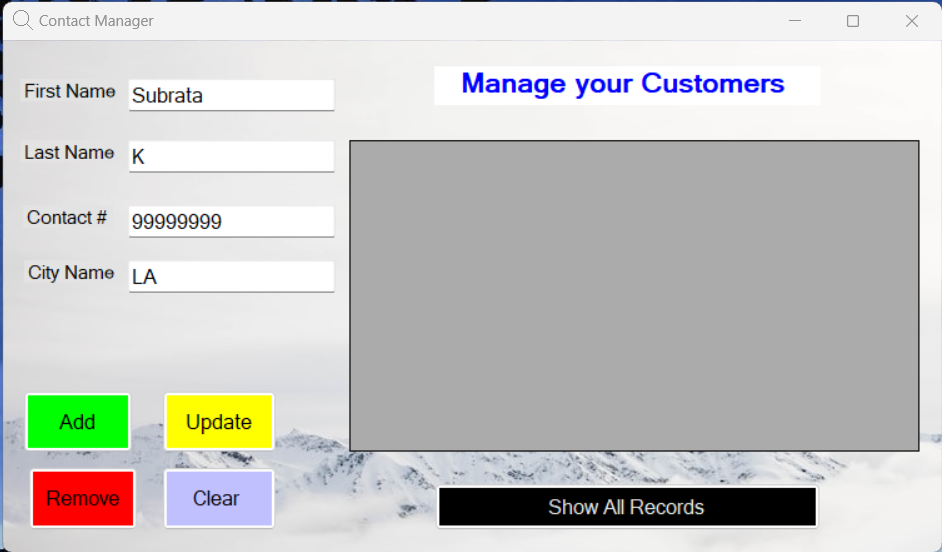 Contact Manager
Manage your Customers
First Name
Subrata
Last Name
K
Contact #
99999999
City Name
LA
Add
Update
Remove
Clear
Show All Records